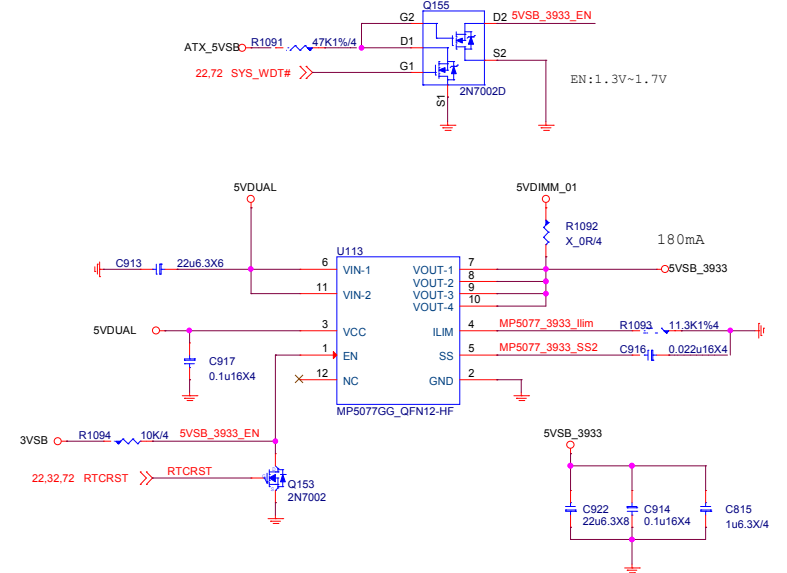 Q155
G2
D2 5VSB_3933_EN
ATX_5VSB R1091 47K1%/4 D1
S2
22,72 SYS_WDT# G1
EN:1.3V~1.7V
S1
2N7002D
5VDUAL
5VDIMM_01
R1092
X_0R/4
180mA
U113
C913 22u6.3X6
6 VIN-1 VOUT-1 7
5VSB_3933
VOUT-2 8
11 VIN-2 VOUT-3 9
VOUT-4 10
5VDUAL
3 VCC ILIM 4 MP5077_3933_Ilim R1093 11.3K1%4
1 EN SS 5 MP5077_3933_SS2 C916 0.022u16X4
C917
0.1u16X4
12 NC GND 2
MP5077GG_QFN12-HF
3VSB R1094 10K/4 5VSB_3933_EN
5VSB_3933
22,32,72 RTCRST RTCRST
Q153
2N7002
C922
22u6.3X8
C914
0.1u16X4
C815
1u6.3X/4